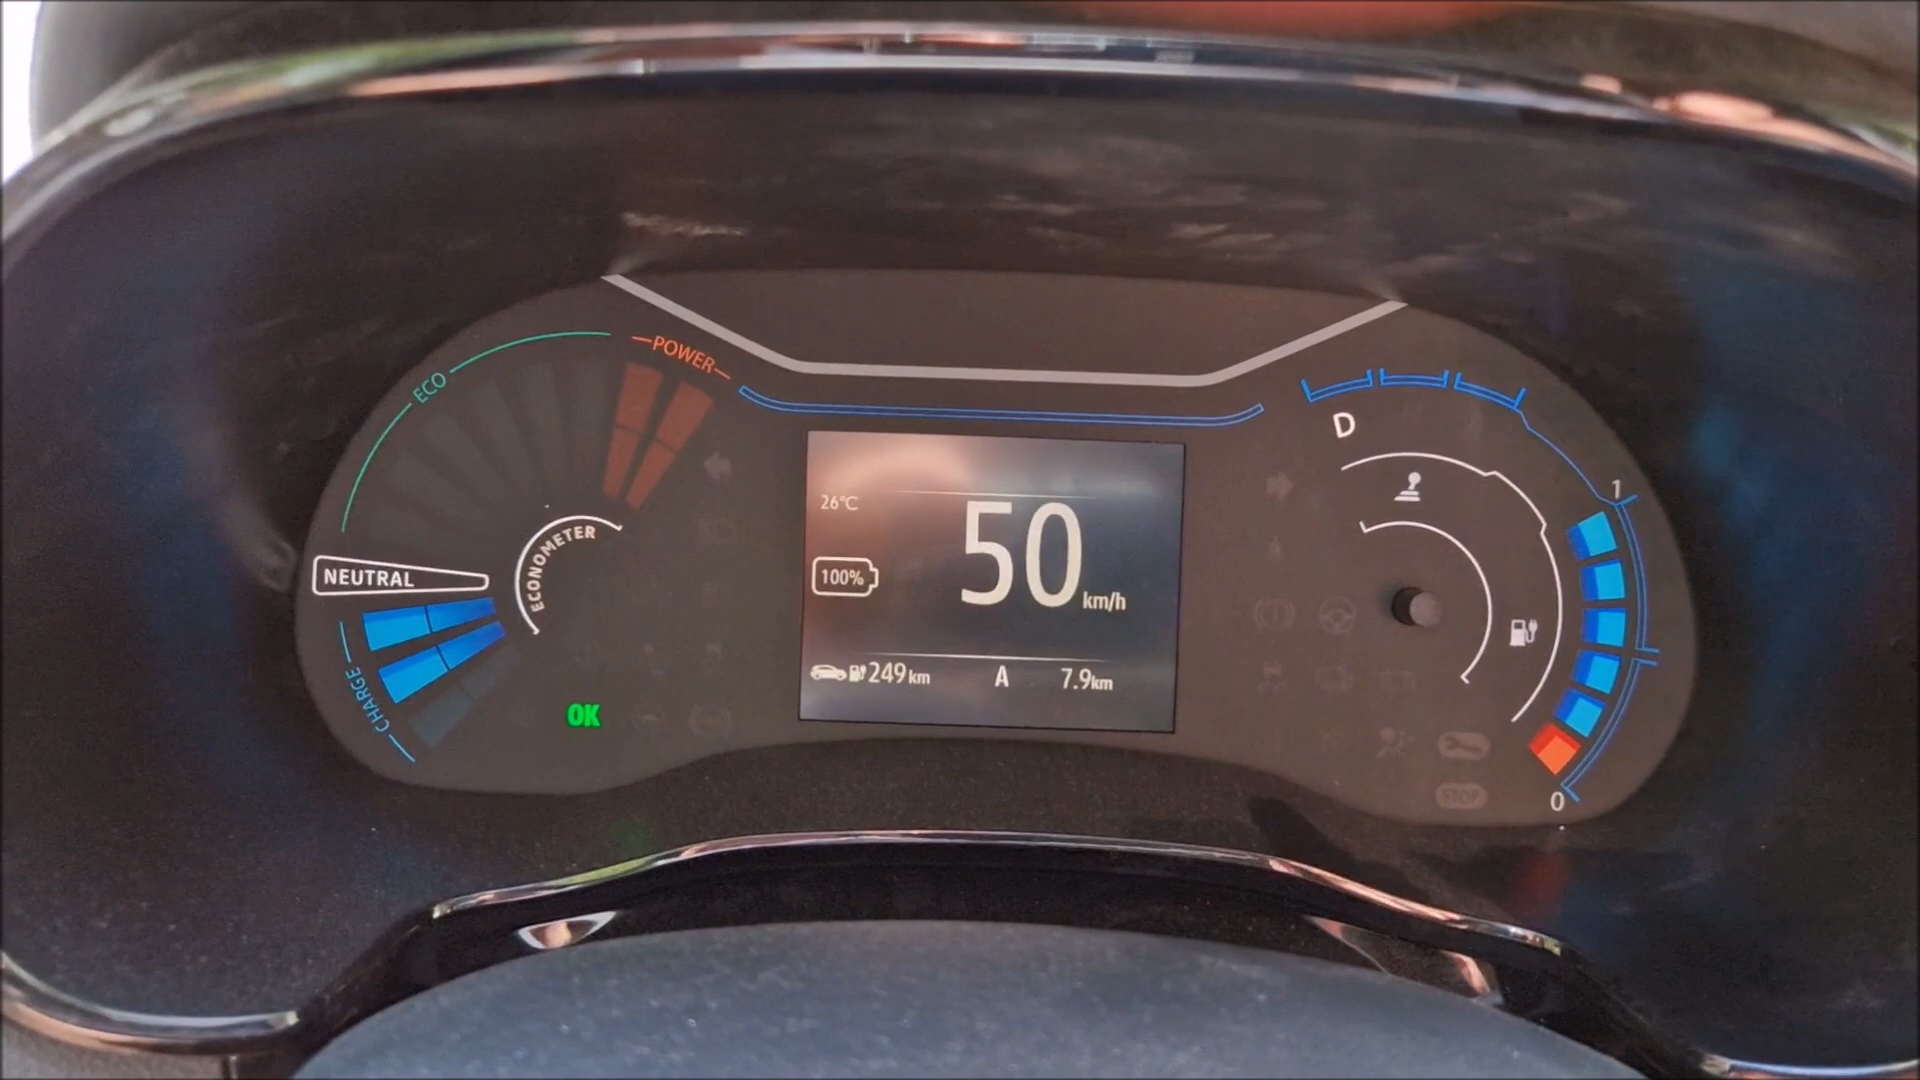 POWER
ECO
D
1
26°C
50 km/h
ECONOMETER
NEUTRAL
100%
249 km
A
7.9 km
CHARGE
OK
STOP
0